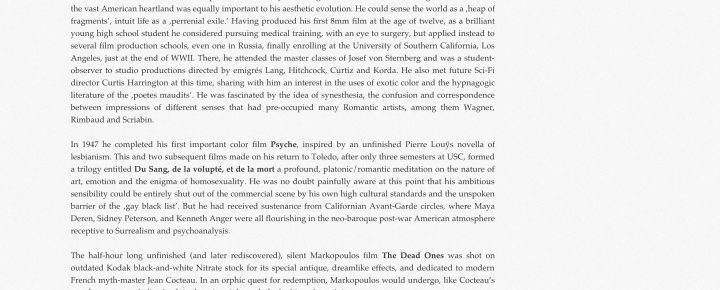 the vast American heartland was equally important to his aesthetic evolution. He could sense the world as a ‚heap of
fragments’, intuit life as a ‚perrenial exile.’ Having produced his first 8mm film at the age of twelve, as a brilliant
young high school student he considered pursuing medical training, with an eye to surgery, but applied instead to
several film production schools, even one in Russia, finally enrolling at the University of Southern California, Los
Angeles, just at the end of WWII. There, he attended the master classes of Josef von Sternberg and was a student-
observer to studio productions directed by emigrés Lang, Hitchcock, Curtiz and Korda. He also met future Sci-Fi
director Curtis Harrington at this time, sharing with him an interest in the uses of exotic color and the hypnagogic
literature of the ‚poetes maudits’. He was fascinated by the idea of synesthesia, the confusion and correspondence
between impressions of different senses that had pre-occupied many Romantic artists, among them Wagner,
Rimbaud and Scriabin.
In 1947 he completed his first important color film Psyche, inspired by an unfinished Pierre Louÿs novella of
lesbianism. This and two subsequent films made on his return to Toledo, after only three semesters at USC, formed
a trilogy entitled Du Sang, de la volupté, et de la mort a profound, platonic/romantic meditation on the nature of
art, emotion and the enigma of homosexuality. He was no doubt painfully aware at this point that his ambitious
sensibility could be entirely shut out of the commercial scene by his own high cultural standards and the unspoken
barrier of the ‚gay black list’. But he had received sustenance from Californian Avant-Garde circles, where Maya
Deren, Sidney Peterson, and Kenneth Anger were all flourishing in the neo-baroque post-war American atmosphere
receptive to Surrealism and psychoanalysis.
The half-hour long unfinished (and later rediscovered), silent Markopoulos film The Dead Ones was shot on
outdated Kodak black-and-white Nitrate stock for its special antique, dreamlike effects, and dedicated to modern
French myth-master Jean Cocteau. In an orphic quest for redemption, Markopoulos would undergo, like Cocteau’s